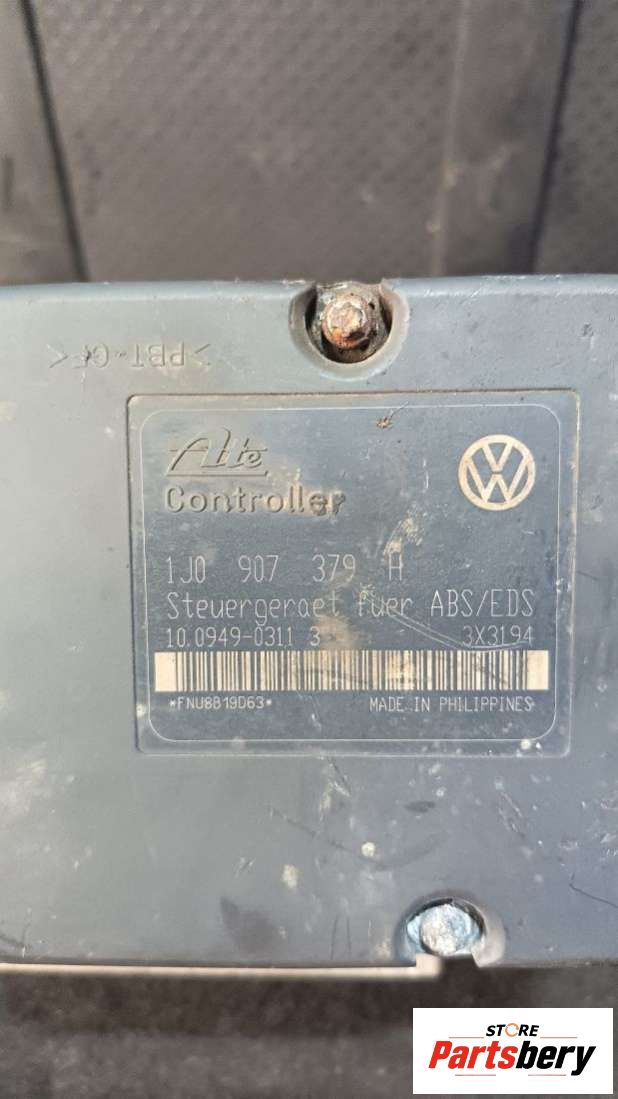 >PBT-GF<
Ate
Controller
1J0 907 379 H
Steuergeraet fuer ABS/EDS
10.0949-0311 3 3X3194
*FNU8B19D63* MADE IN PHILIPPINES
STORE
Partsbery